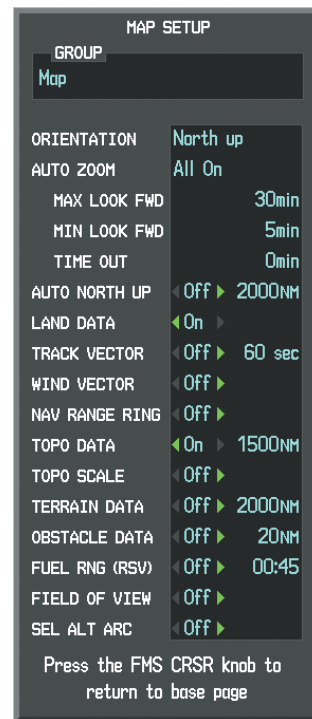 MAP SETUP
GROUP
Map
ORIENTATION North up
AUTO ZOOM All On
MAX LOOK FWD 30min
MIN LOOK FWD 5min
TIME OUT 0min
AUTO NORTH UP Off 2000NM
LAND DATA On
TRACK VECTOR Off 60 sec
WIND VECTOR Off
NAV RANGE RING Off
TOPO DATA On 1500NM
TOPO SCALE Off
TERRAIN DATA Off 2000NM
OBSTACLE DATA Off 20NM
FUEL RNG (RSV) Off 00:45
FIELD OF VIEW Off
SEL ALT ARC Off
Press the FMS CRSR knob to
return to base page